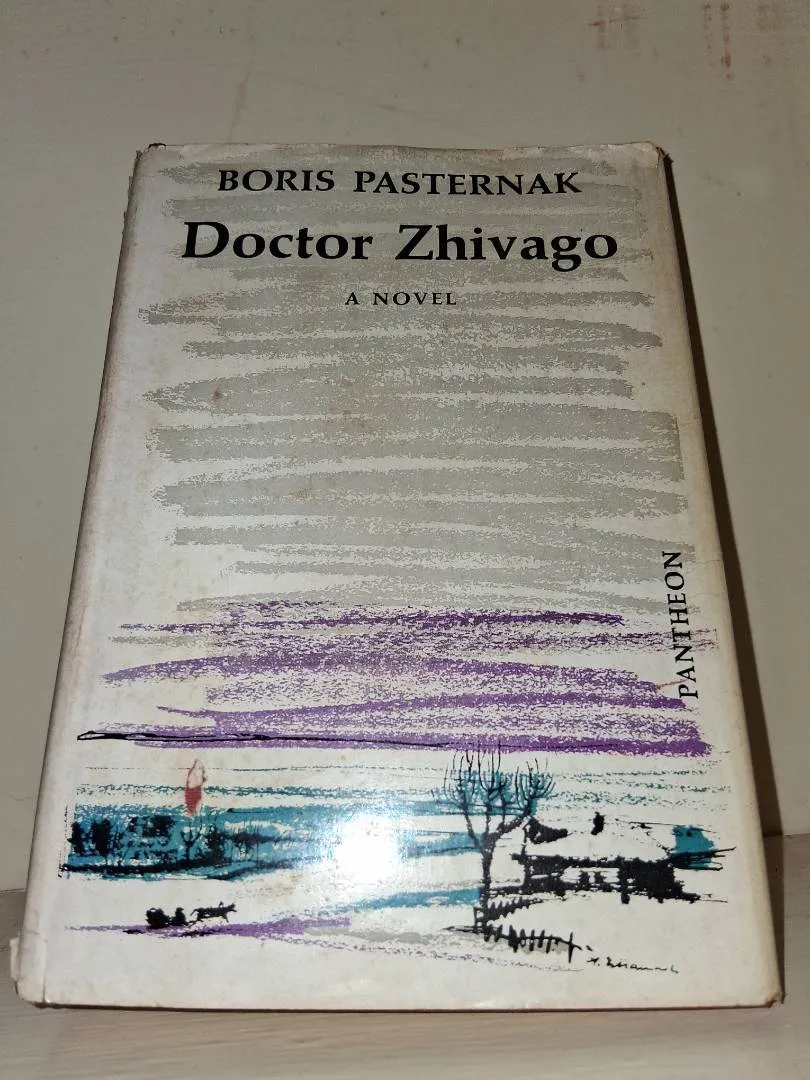 BORIS PASTERNAK
Doctor Zhivago
A NOVEL
PANTHEON